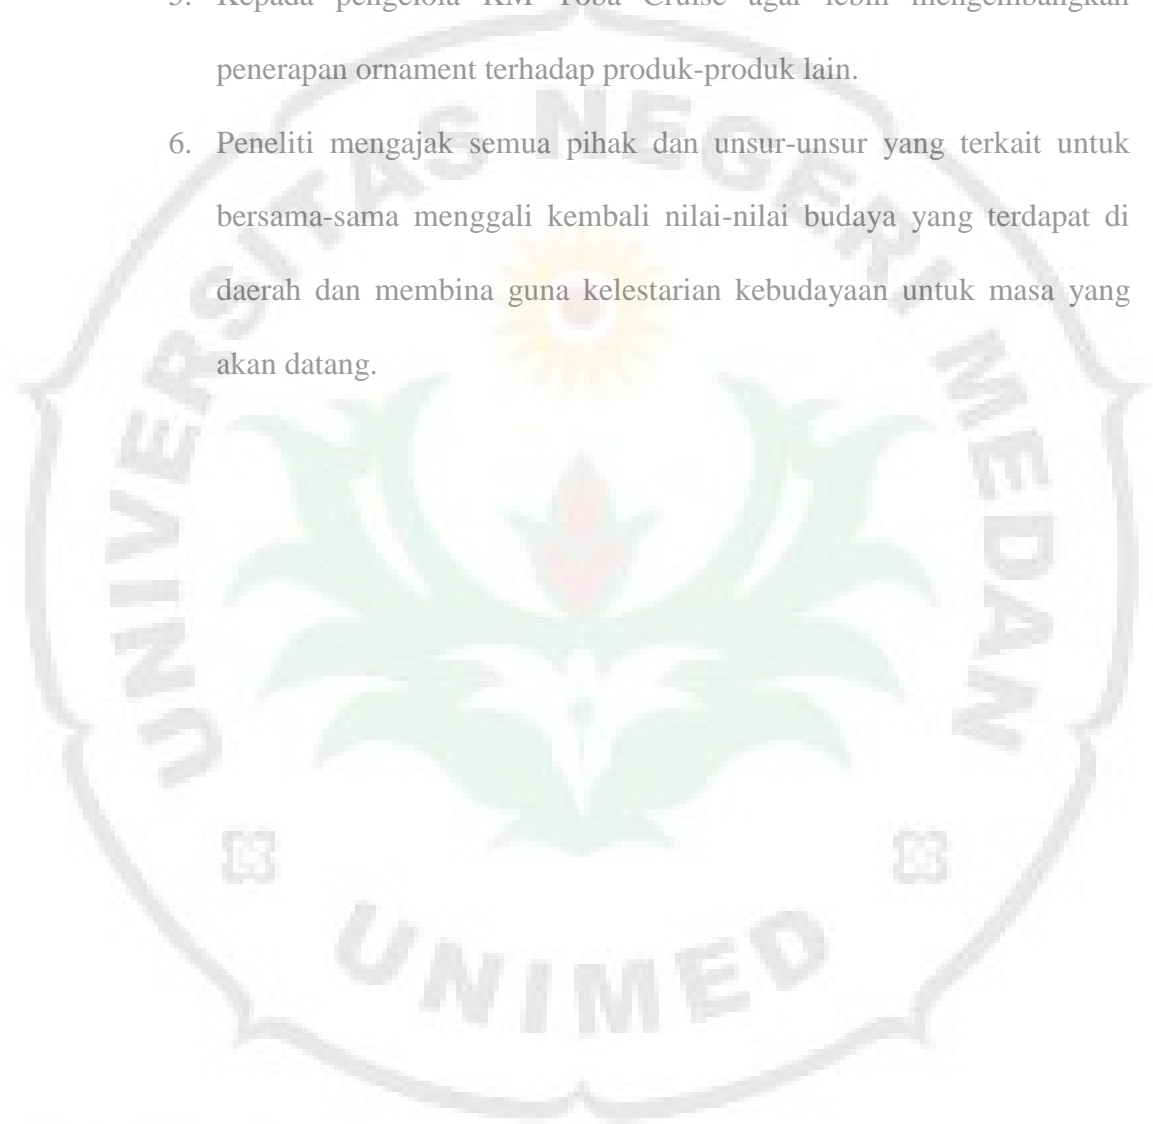 5. Kepada pengelola KM Toba Cruise agar lebih mengembangkan
penerapan ornament terhadap produk-produk lain.
6. Peneliti mengajak semua pihak dan unsur-unsur yang terkait untuk
bersama-sama menggali kembali nilai-nilai budaya yang terdapat di
daerah dan membina guna kelestarian kebudayaan untuk masa yang
akan datang.
UNIVERSITAS NEGERI MEDAN
UNIMED